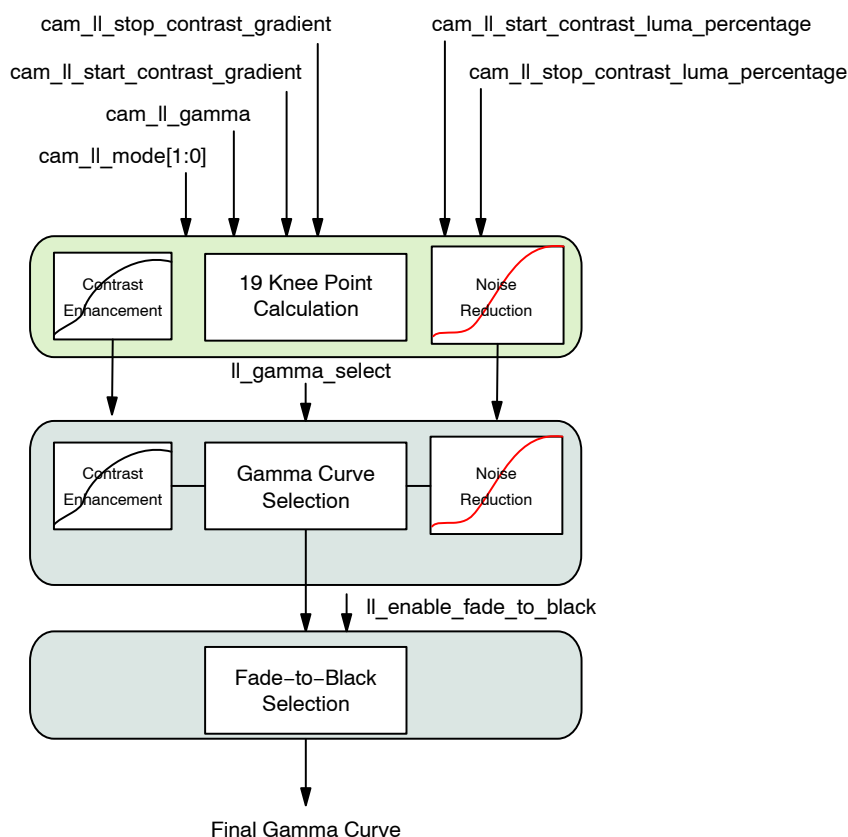 cam_ll_stop_contrast_gradient
cam_ll_start_contrast_luma_percentage
cam_ll_start_contrast_gradient
cam_ll_stop_contrast_luma_percentage
cam_ll_gamma
cam_ll_mode[1:0]
Contrast
Enhancement
19 Knee Point
Calculation
Noise
Reduction
ll_gamma_select
Contrast
Enhancement
Gamma Curve
Selection
Noise
Reduction
ll_enable_fade_to_black
Fade−to−Black
Selection
Final Gamma Curve